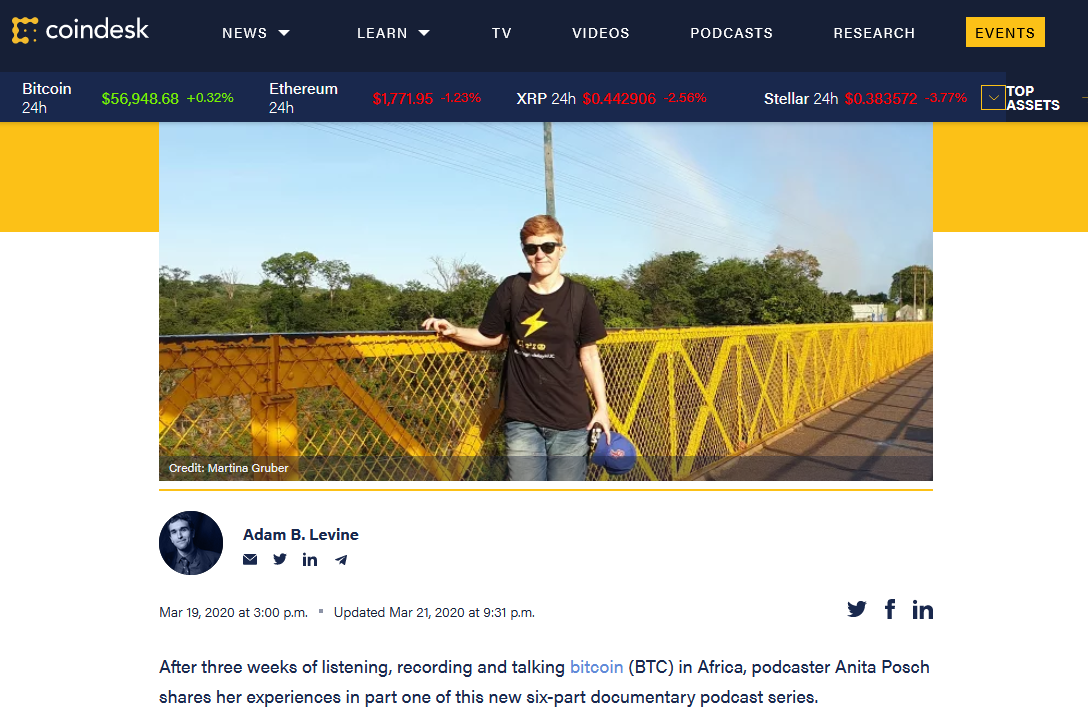 coindesk
NEWS
LEARN
TV
VIDEOS
PODCASTS
RESEARCH
EVENTS
Bitcoin
24h
$56,948.68 +0.32%
Ethereum
24h
$1,771.95 -1.23%
XRP 24h $0.442906 -2.56%
Stellar 24h $0.383572 -3.77%
TOP
ASSETS
Credit: Martina Gruber
Adam B. Levine
Mar 19, 2020 at 3:00 p.m. ▪ Updated Mar 21, 2020 at 9:31 p.m.
After three weeks of listening, recording and talking bitcoin (BTC) in Africa, podcaster Anita Posch
shares her experiences in part one of this new six-part documentary podcast series.